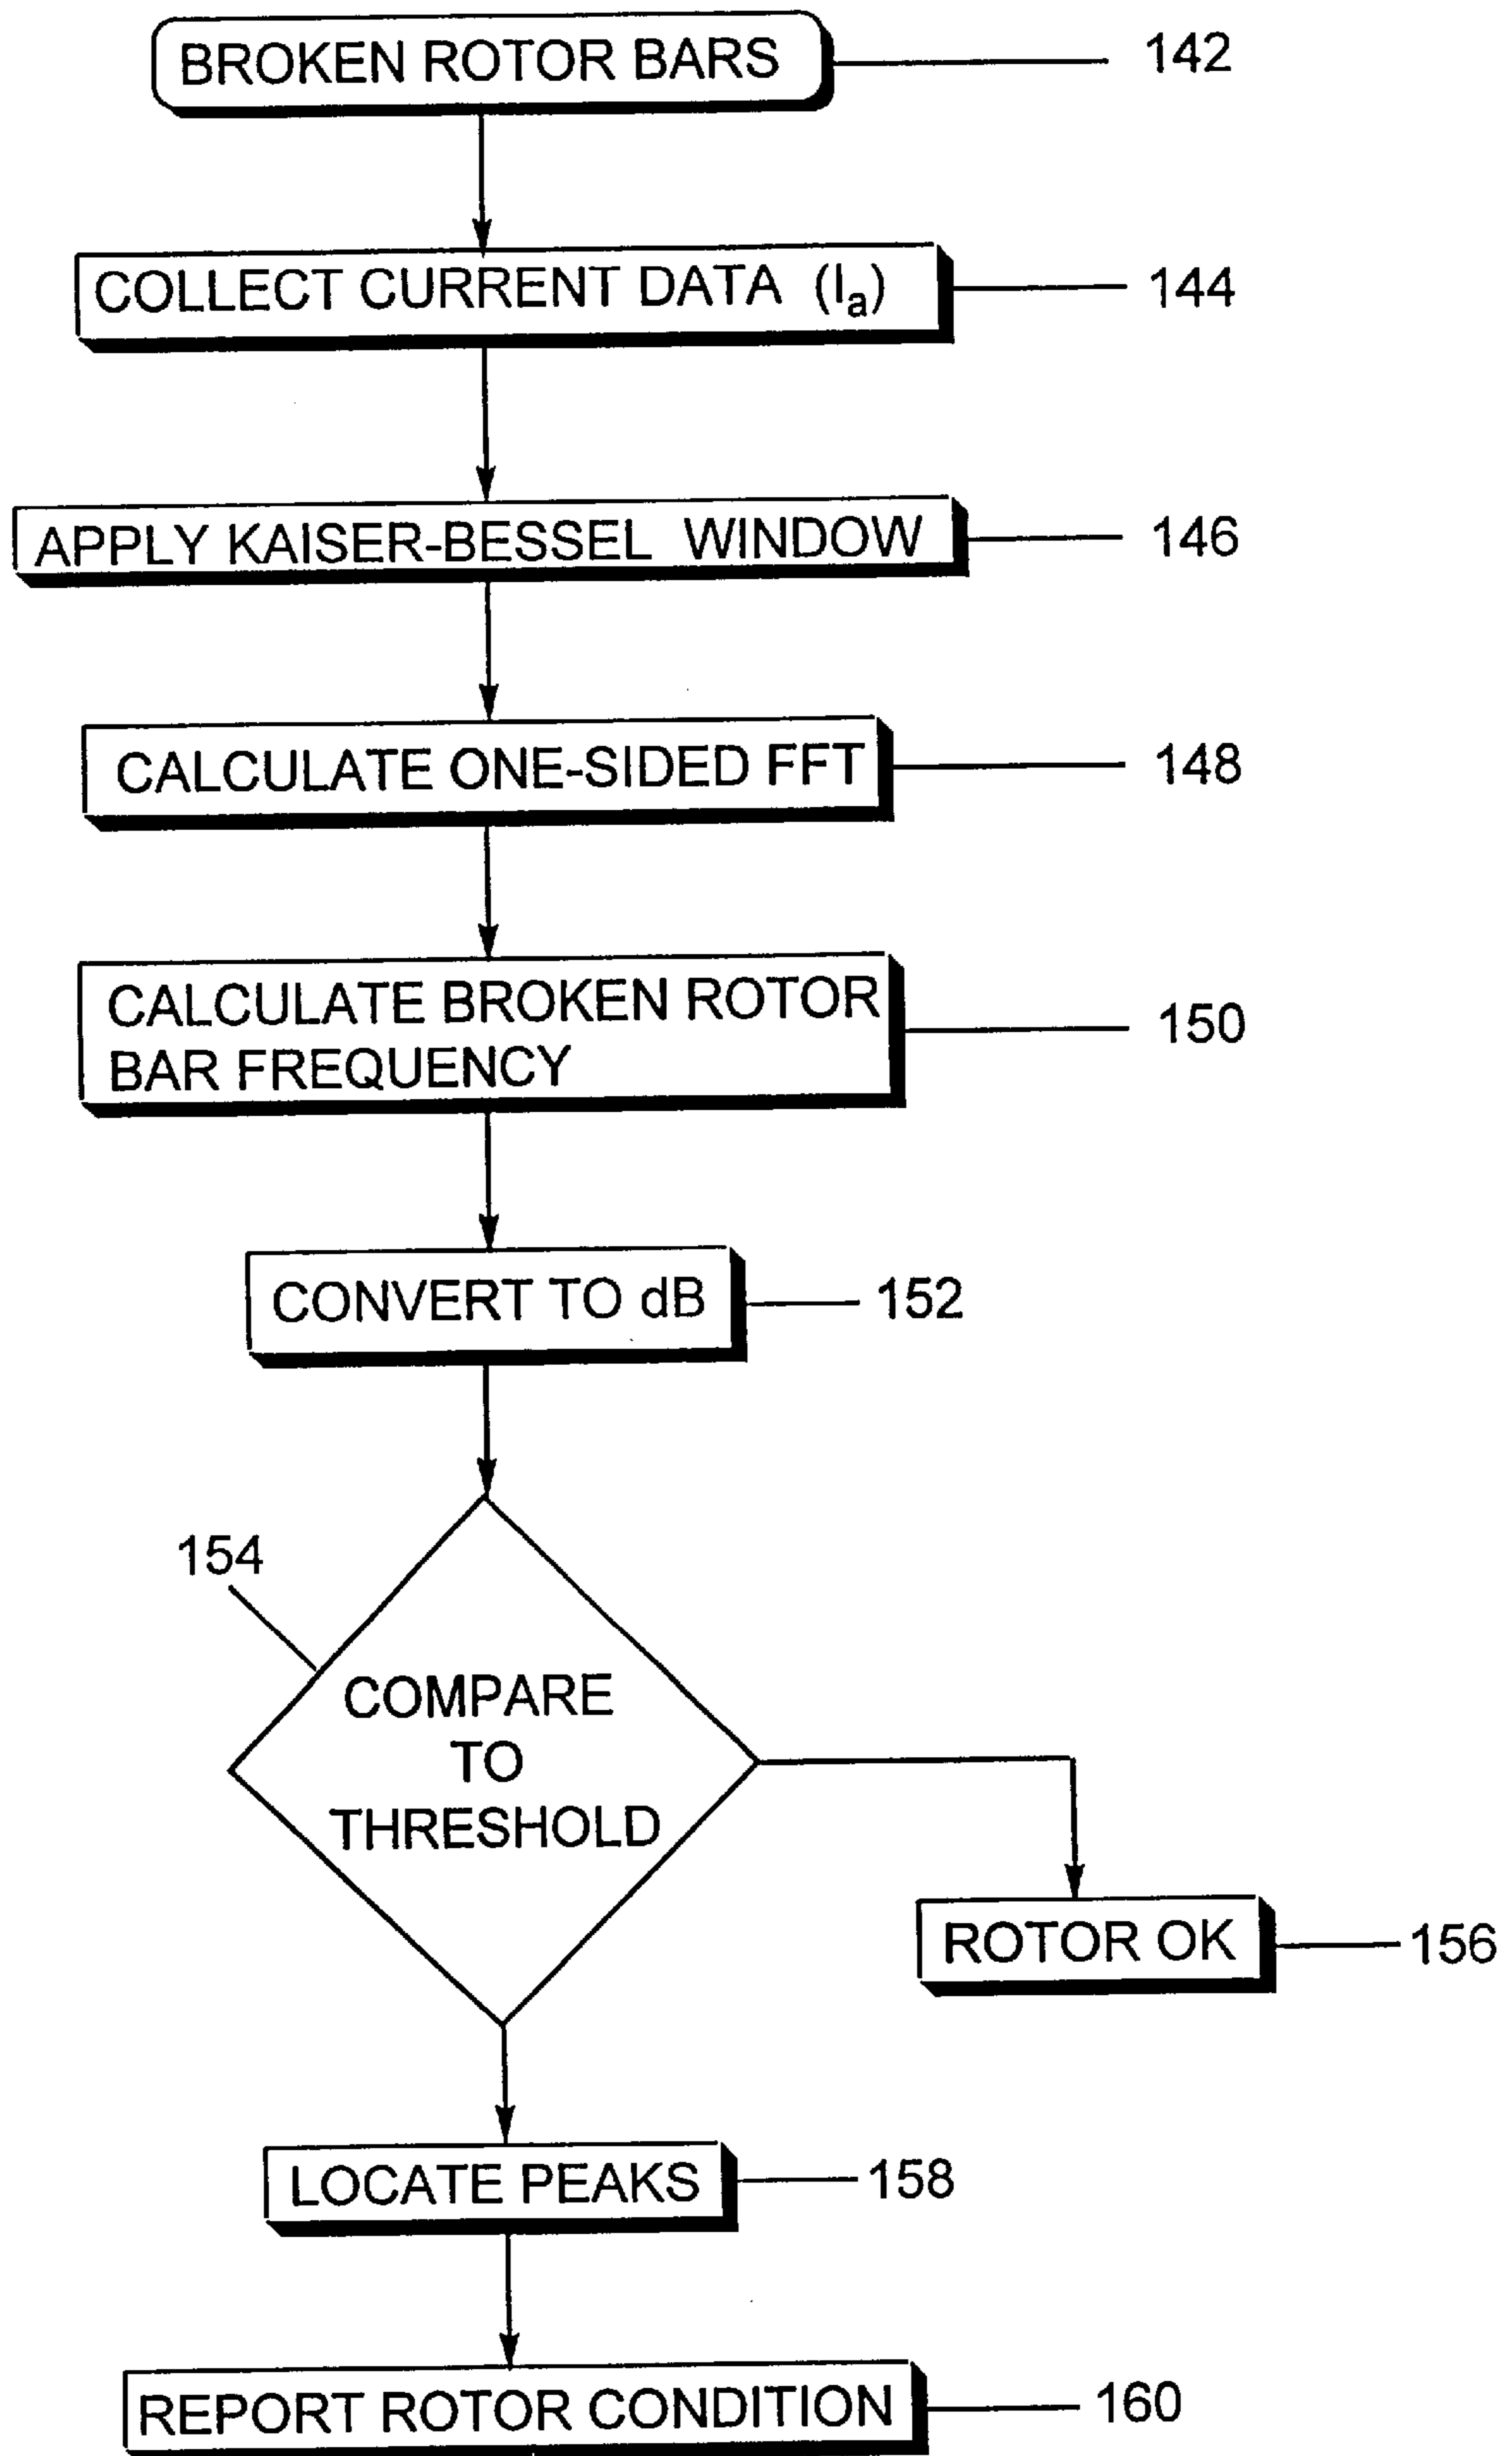 BROKEN ROTOR BARS
142
COLLECT CURRENT DATA (Iₐ)
144
APPLY KAISER-BESSEL WINDOW
146
CALCULATE ONE-SIDED FFT
148
CALCULATE BROKEN ROTOR
BAR FREQUENCY
150
CONVERT TO dB
152
154
COMPARE
TO
THRESHOLD
ROTOR OK
156
LOCATE PEAKS
158
REPORT ROTOR CONDITION
160